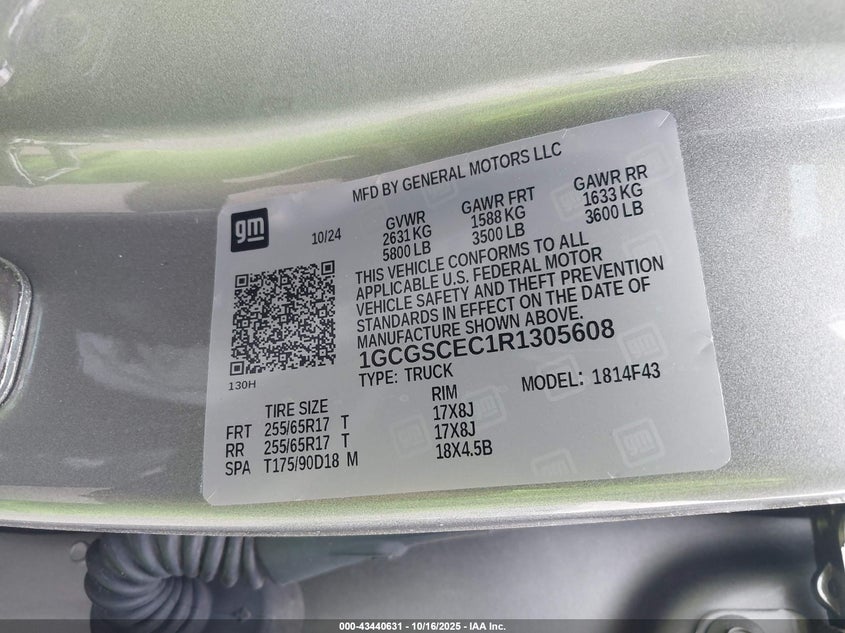 MFD BY GENERAL MOTORS LLC
gm
10/24
GVWR GAWR FRT GAWR RR
2631 KG 1588 KG 1633 KG
5800 LB 3500 LB 3600 LB
THIS VEHICLE CONFORMS TO ALL
APPLICABLE U.S. FEDERAL MOTOR
VEHICLE SAFETY AND THEFT PREVENTION
STANDARDS IN EFFECT ON THE DATE OF
MANUFACTURE SHOWN ABOVE.
1GCGSCEC1R1305608
130H
TYPE: TRUCK MODEL: 1814F43
TIRE SIZE RIM
FRT 255/65R17 T 17X8J
RR 255/65R17 T 17X8J
SPA T175/90D18 M 18X4.5B
000-43440631 - 10/16/2025 - IAA Inc.